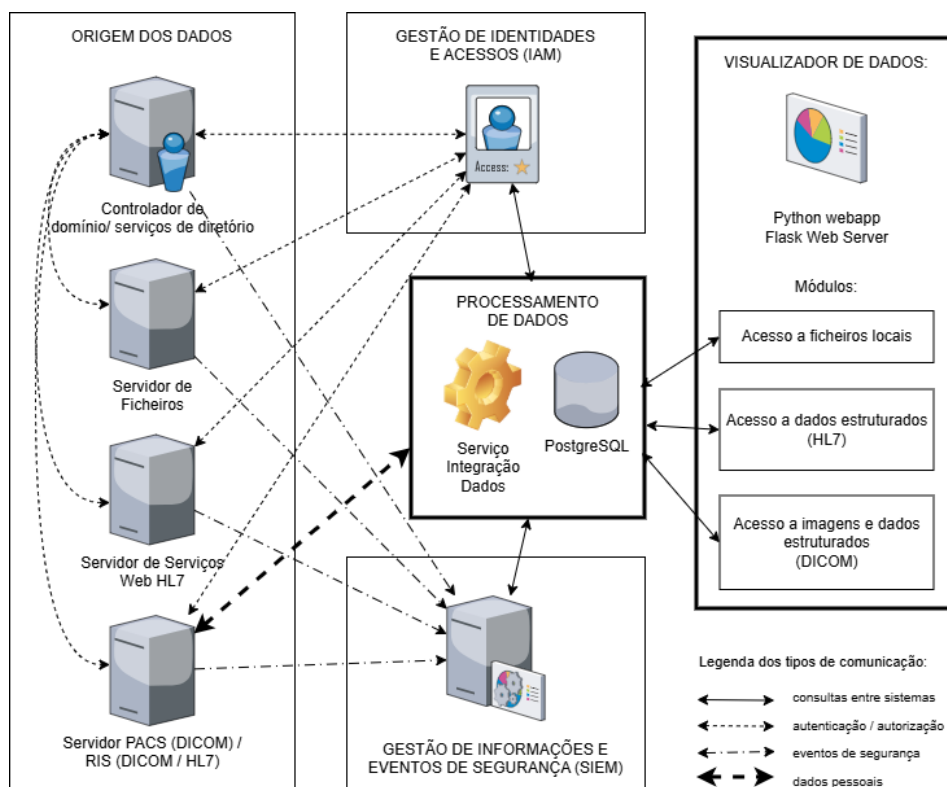 ORIGEM DOS DADOS
Controlador de
domínio/ serviços de diretório
Servidor de
Ficheiros
Servidor de Serviços
Web HL7
Servidor PACS (DICOM) /
RIS (DICOM / HL7)
GESTÃO DE IDENTIDADES
E ACESSOS (IAM)
Access:
PROCESSAMENTO
DE DADOS
Serviço
Integração
Dados
PostgreSQL
GESTÃO DE INFORMAÇÕES E
EVENTOS DE SEGURANÇA (SIEM)
VISUALIZADOR DE DADOS:
Python webapp
Flask Web Server
Módulos:
Acesso a ficheiros locais
Acesso a dados estruturados
(HL7)
Acesso a imagens e dados
estruturados
(DICOM)
Legenda dos tipos de comunicação:
consultas entre sistemas
autenticação / autorização
eventos de segurança
dados pessoais